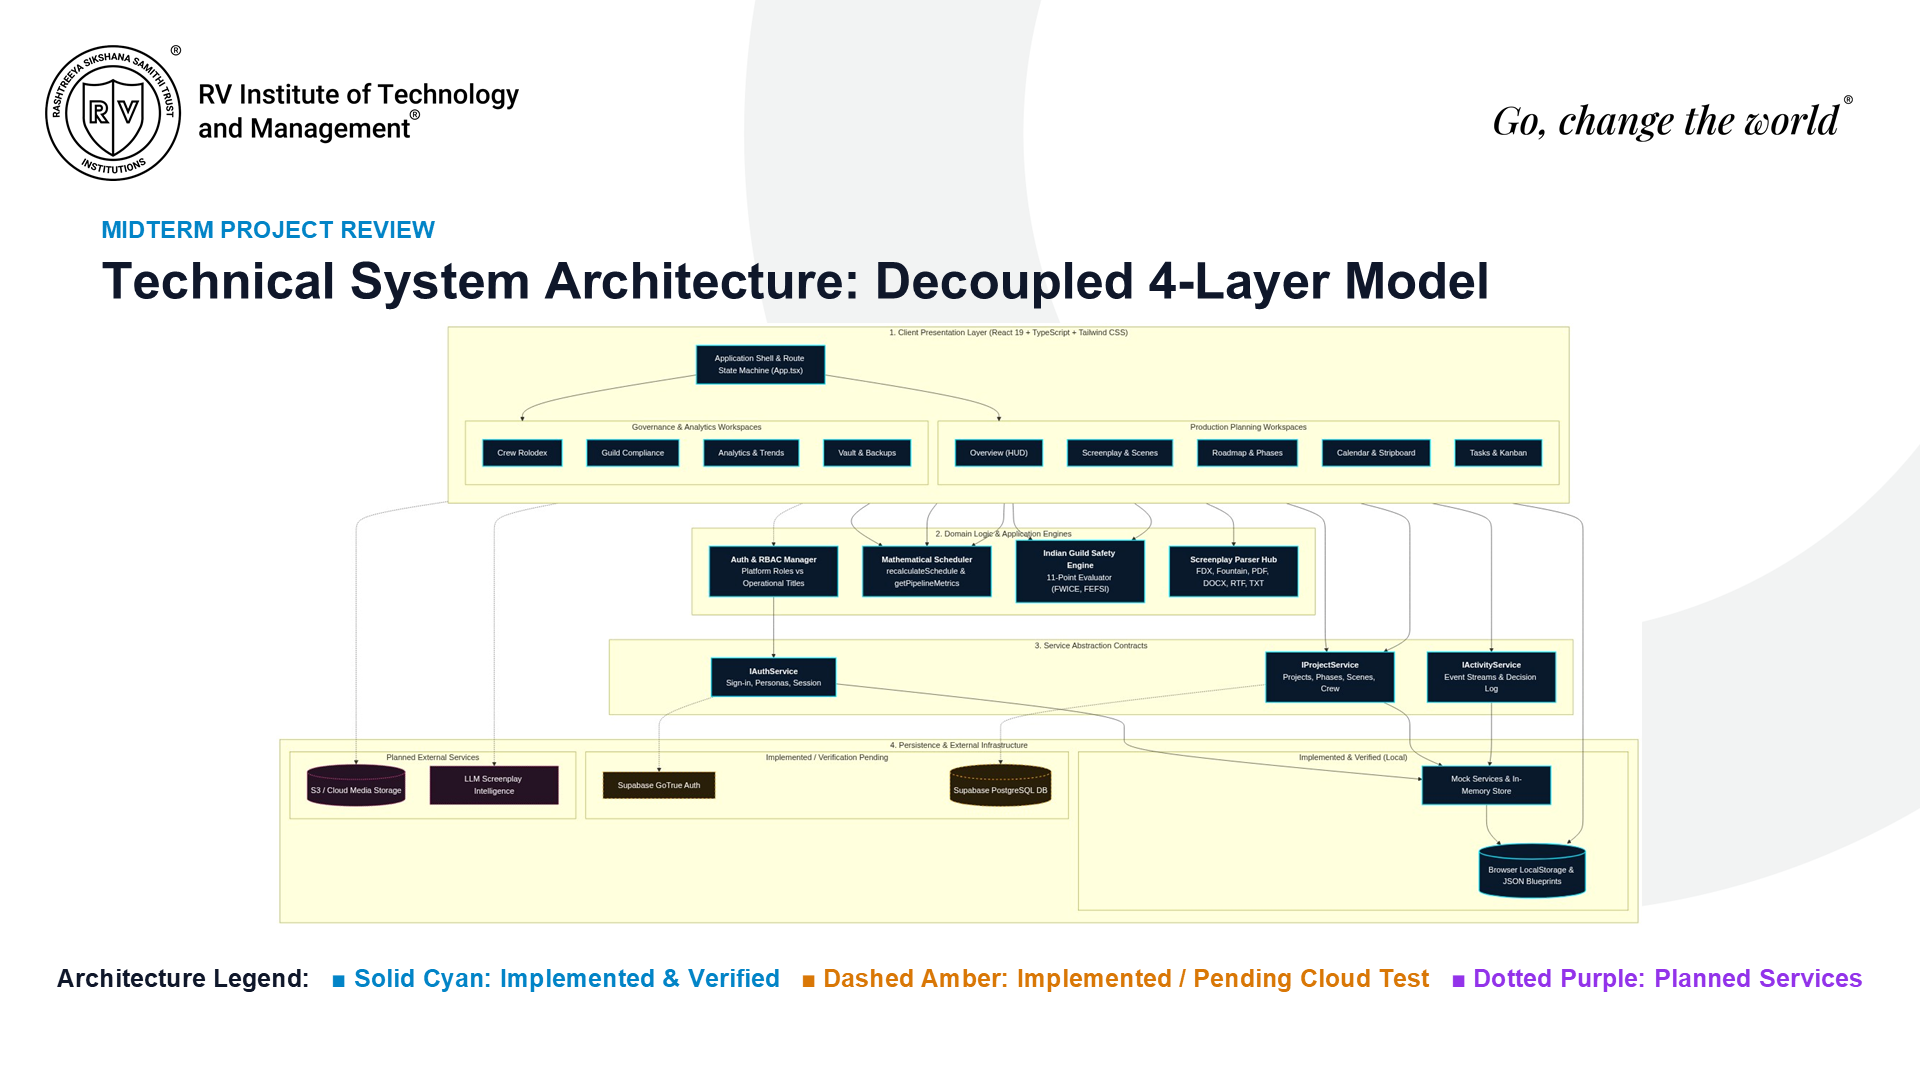 RASHTREEYA SIKSHANA SAMITHI TRUST
RV
INSTITUTIONS
®
RV Institute of Technology
and Management®
Go, change the world®
MIDTERM PROJECT REVIEW
Technical System Architecture: Decoupled 4-Layer Model
1. Client Presentation Layer (React 19 + TypeScript + Tailwind CSS)
Application Shell & Route
State Machine (App.tsx)
Governance & Analytics Workspaces
Crew Rolodex
Guild Compliance
Analytics & Trends
Vault & Backups
Production Planning Workspaces
Overview (HUD)
Screenplay & Scenes
Roadmap & Phases
Calendar & Stripboard
Tasks & Kanban
2. Domain Logic & Application Engines
Auth & RBAC Manager
Platform Roles vs
Operational Titles
Mathematical Scheduler
recalculateSchedule &
getPipelineMetrics
Indian Guild Safety
Engine
11-Point Evaluator
(FWICE, FEFSI)
Screenplay Parser Hub
FDX, Fountain, PDF,
DOCX, RTF, TXT
3. Service Abstraction Contracts
IAuthService
Sign-in, Personas, Session
IProjectService
Projects, Phases, Scenes,
Crew
IActivityService
Event Streams & Decision
Log
4. Persistence & External Infrastructure
Planned External Services
S3 / Cloud Media Storage
LLM Screenplay
Intelligence
Implemented / Verification Pending
Supabase GoTrue Auth
Supabase PostgreSQL DB
Implemented & Verified (Local)
Mock Services & In-
Memory Store
Browser LocalStorage &
JSON Blueprints
Architecture Legend: ■ Solid Cyan: Implemented & Verified ■ Dashed Amber: Implemented / Pending Cloud Test ■ Dotted Purple: Planned Services